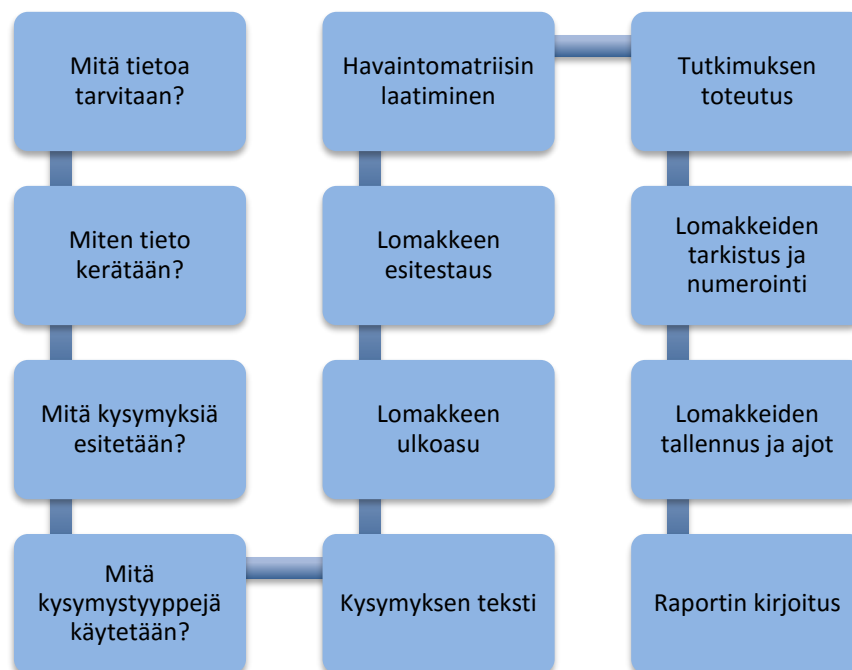 Mitä tietoa
tarvitaan?
Miten tieto
kerätään?
Mitä kysymyksiä
esitetään?
Mitä
kysymystyyppejä
käytetään?
Kysymyksen teksti
Lomakkeen
ulkoasu
Lomakkeen
esitestaus
Havaintomatriisin
laatiminen
Tutkimuksen
toteutus
Lomakkeiden
tarkistus ja
numerointi
Lomakkeiden
tallennus ja ajot
Raportin kirjoitus